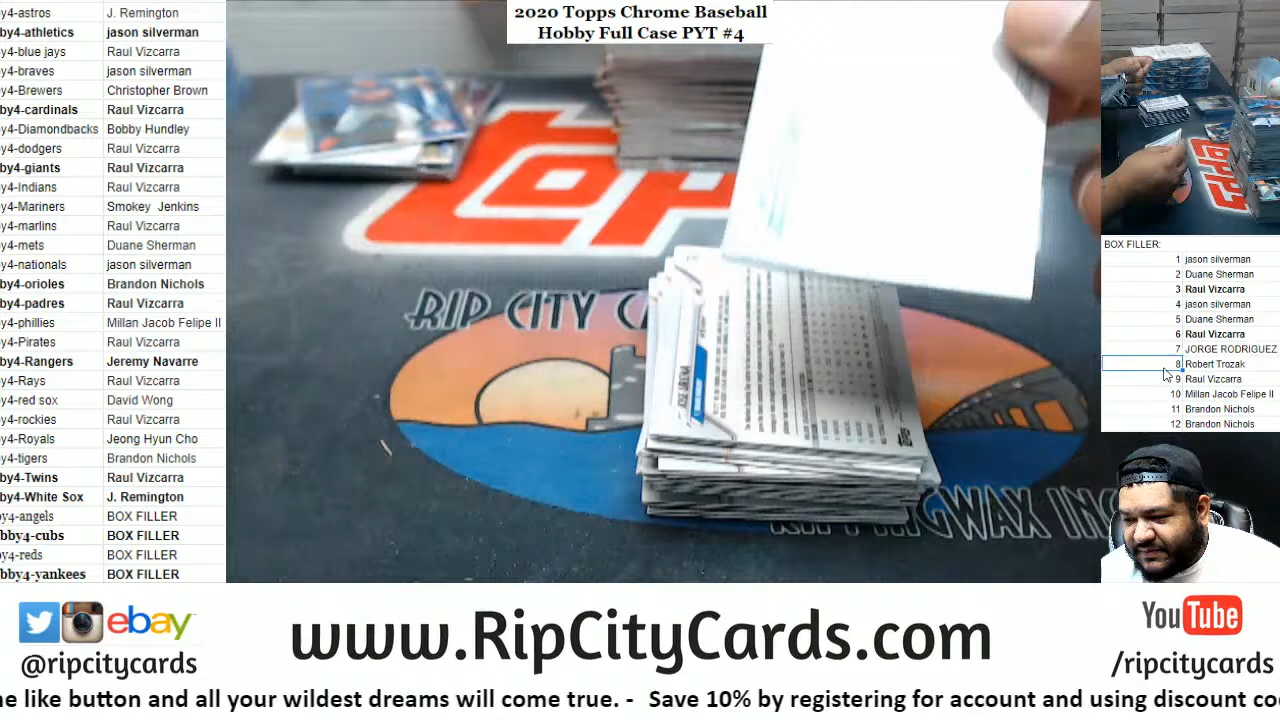 2020 Topps Chrome Baseball
Hobby Full Case PYT #4
y4-astros J. Remington
by4-athletics jason silverman
y4-blue jays Raul Vizcarra
y4-braves jason silverman
y4-Brewers Christopher Brown
by4-cardinals Raul Vizcarra
y4-Diamondbacks Bobby Hundley
y4-dodgers Raul Vizcarra
by4-giants Raul Vizcarra
y4-Indians Raul Vizcarra
y4-Mariners Smokey Jenkins
y4-marlins Raul Vizcarra
y4-mets Duane Sherman
y4-nationals jason silverman
by4-orioles Brandon Nichols
by4-padres Raul Vizcarra
y4-phillies Millan Jacob Felipe II
y4-Pirates Raul Vizcarra
by4-Rangers Jeremy Navarre
y4-Rays Raul Vizcarra
y4-red sox David Wong
y4-rockies Raul Vizcarra
y4-Royals Jeong Hyun Cho
y4-tigers Brandon Nichols
by4-Twins Raul Vizcarra
by4-White Sox J. Remington
y4-angels BOX FILLER
bby4-cubs BOX FILLER
y4-reds BOX FILLER
bby4-yankees BOX FILLER
RIP CITY CA
RIPPINGWAX INC
BOX FILLER:
1 jason silverman
2 Duane Sherman
3 Raul Vizcarra
4 jason silverman
5 Duane Sherman
6 Raul Vizcarra
7 JORGE RODRIGUEZ
8 Robert Trozak
9 Raul Vizcarra
10 Millan Jacob Felipe II
11 Brandon Nichols
12 Brandon Nichols
ebay
@ripcitycards
www.RipCityCards.com
YouTube
/ripcitycards
ne like button and all your wildest dreams will come true. - Save 10% by registering for account and using discount co